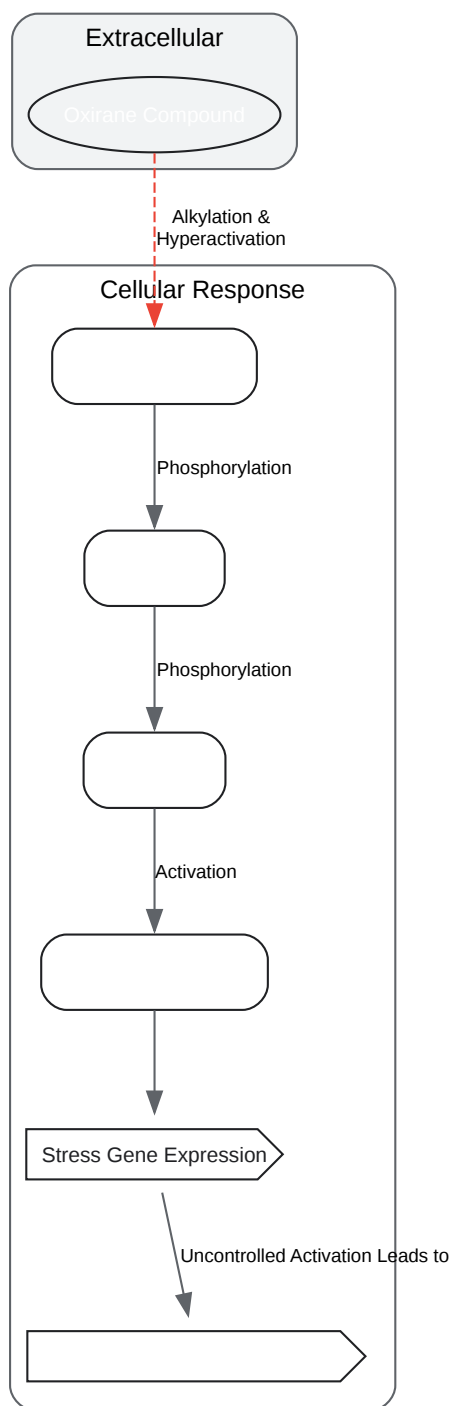 Extracellular
Oxirane Compound
Alkylation &
Hyperactivation
Cellular Response
Phosphorylation
Phosphorylation
Activation
Stress Gene Expression
Uncontrolled Activation Leads to